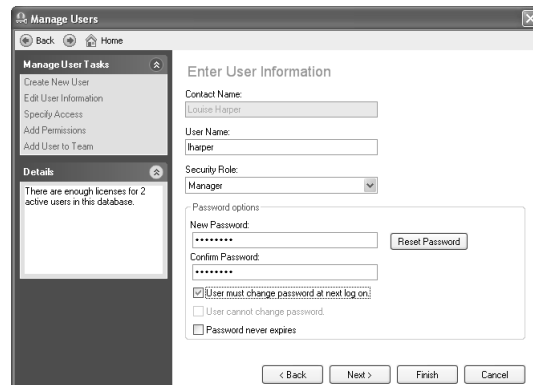 Manage Users
Back Home
Manage User Tasks
Create New User
Edit User Information
Specify Access
Add Permissions
Add User to Team
Details
There are enough licenses for 2
active users in this database.
Enter User Information
Contact Name:
Louise Harper
User Name:
lharper
Security Role:
Manager
Password options
New Password:
••••••••
Reset Password
Confirm Password:
••••••••
User must change password at next log on.
User cannot change password.
Password never expires
< Back Next > Finish Cancel